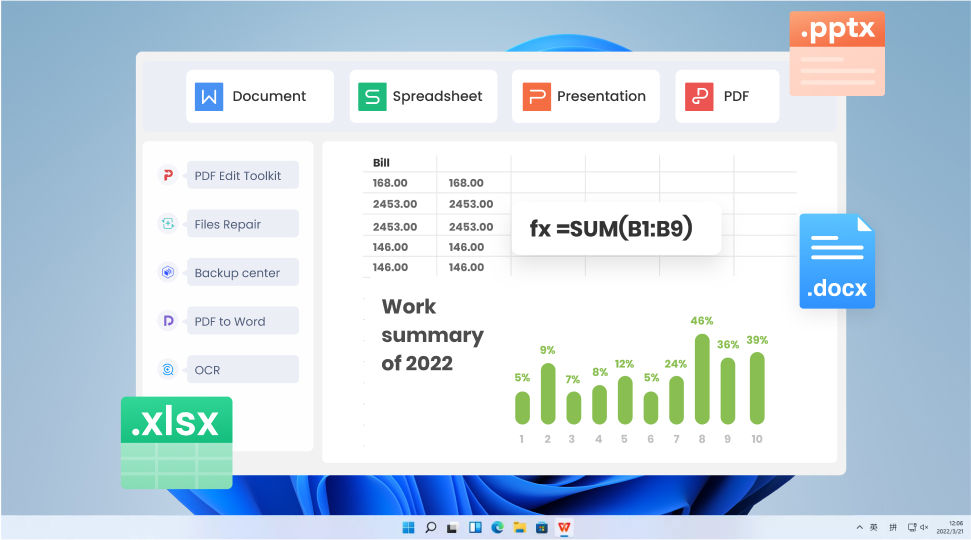 .pptx
Document Spreadsheet Presentation PDF
PDF Edit Toolkit
Files Repair
Backup center
PDF to Word
OCR
Bill
168.00 168.00
2453.00 2453.00
2453.00 2453.00
146.00 146.00
146.00 146.00
fx =SUM(B1:B9)
.docx
Work
summary
of 2022
5% 9% 7% 8% 12% 5% 24% 46% 36% 39%
1 2 3 4 5 6 7 8 9 10
.xlsx
英 拼 12:06
2022/3/21